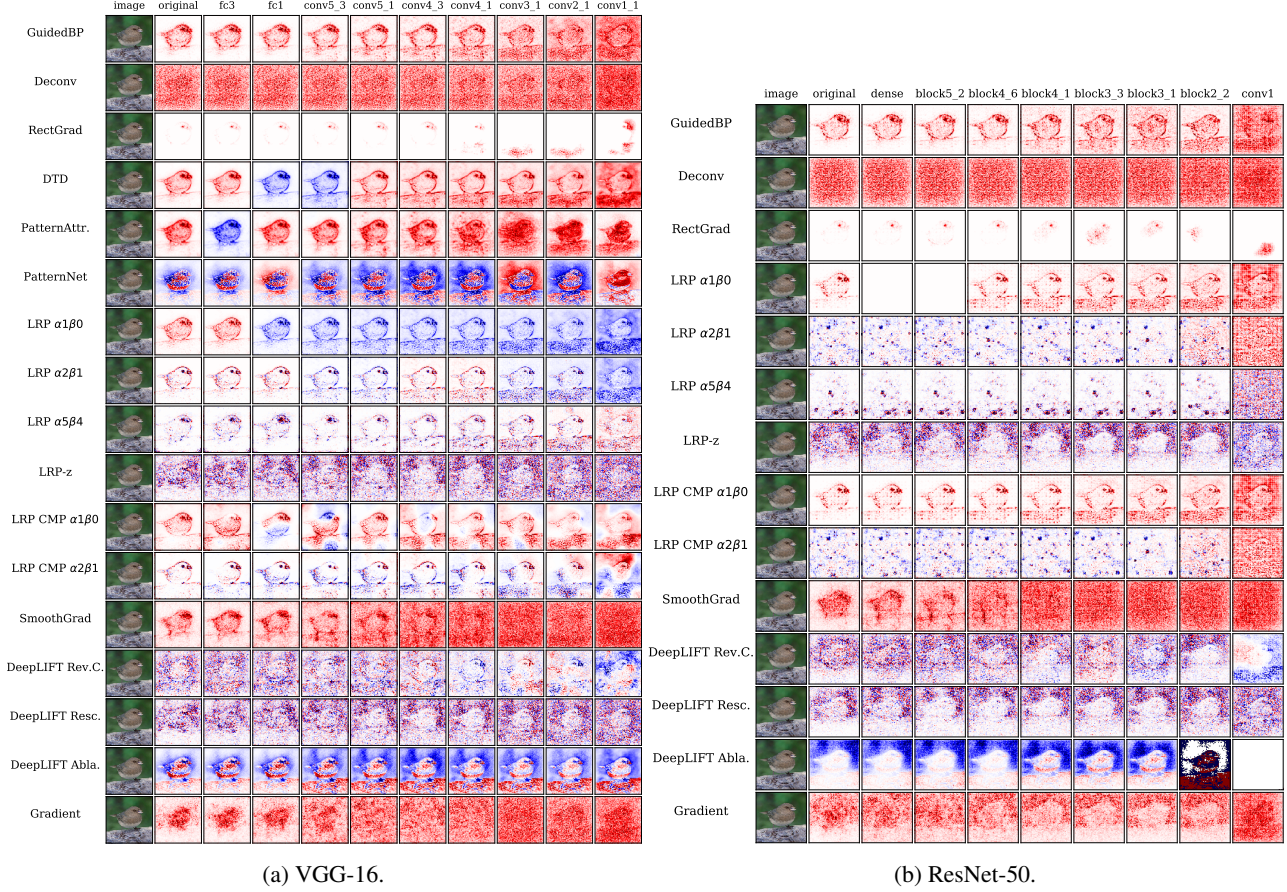 image original fc3 fc1 conv5_3 conv5_1 conv4_3 conv4_1 conv3_1 conv2_1 conv1_1
GuidedBP
Deconv
RectGrad
DTD
PatternAttr.
PatternNet
LRP α1β0
LRP α2β1
LRP α5β4
LRP-z
LRP CMP α1β0
LRP CMP α2β1
SmoothGrad
DeepLIFT Rev.C.
DeepLIFT Resc.
DeepLIFT Abla.
Gradient
(a) VGG-16.
image original dense block5_2 block4_6 block4_1 block3_3 block3_1 block2_2 conv1
GuidedBP
Deconv
RectGrad
LRP α1β0
LRP α2β1
LRP α5β4
LRP-z
LRP CMP α1β0
LRP CMP α2β1
SmoothGrad
DeepLIFT Rev.C.
DeepLIFT Resc.
DeepLIFT Abla.
Gradient
(b) ResNet-50.